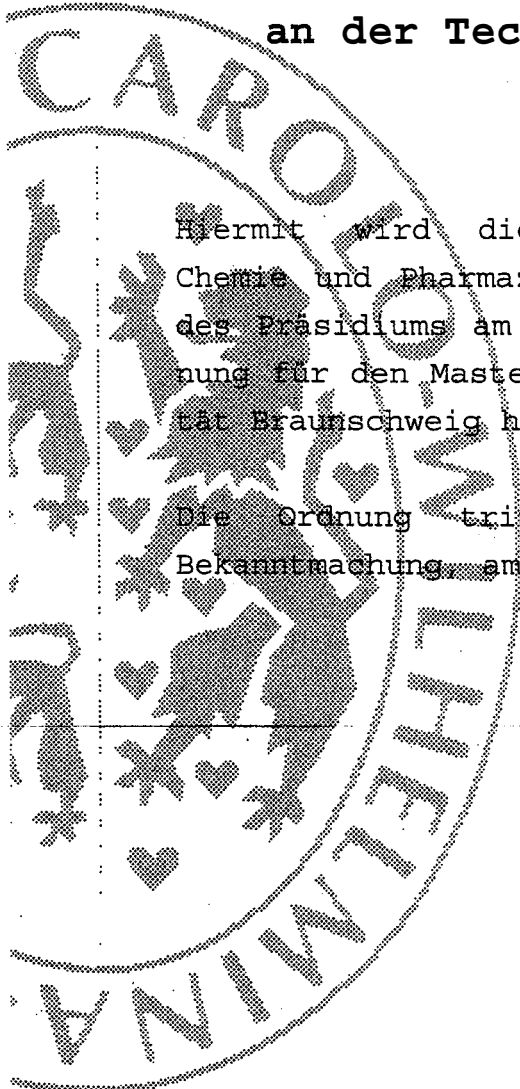 an der Tec
CAROLO-WILHELMINA
Hiermit wird die
Chemie und Pharmaz
des Präsidiums am
nung für den Maste
tät Braunschweig h
Die Ordnung tri
Bekanntmachung, am